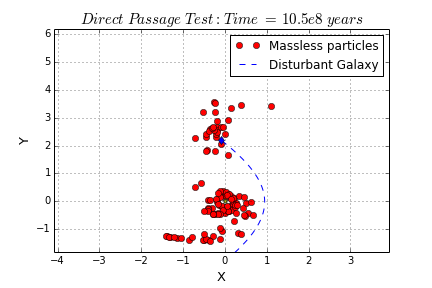 Direct Passage Test: Time = 10.5e8 years
Massless particles
Disturbant Galaxy
Y
6
5
4
3
2
1
0
−1
−4 −3 −2 −1 0 1 2 3
X